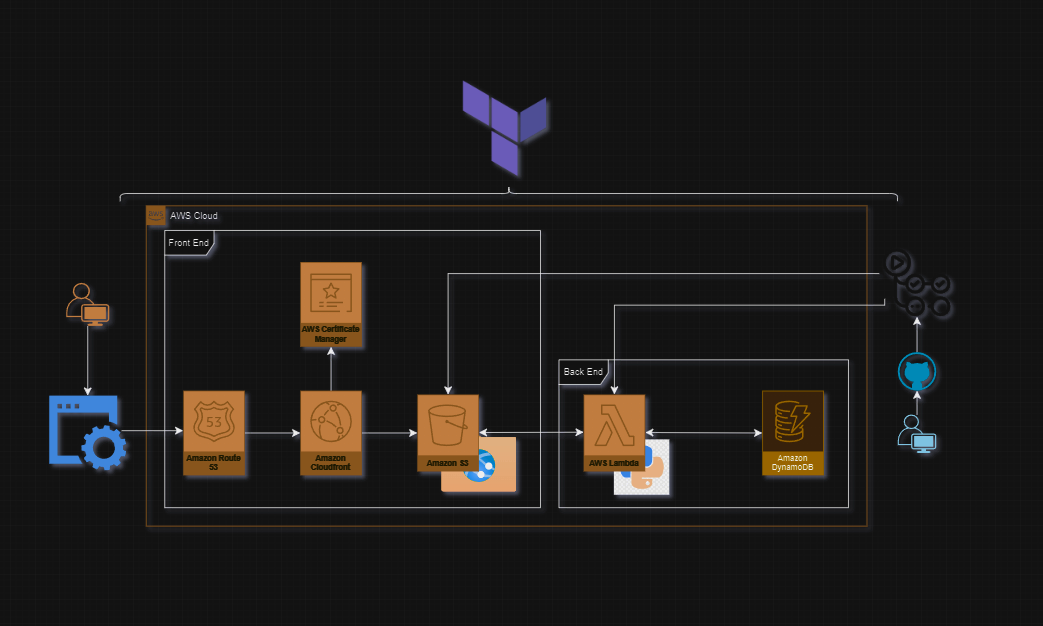 AWS
AWS Cloud
Front End
AWS Certificate
Manager
Back End
53
Amazon Route
53
Amazon
Cloudfront
Amazon S3
AWS Lambda
Amazon
DynamoDB